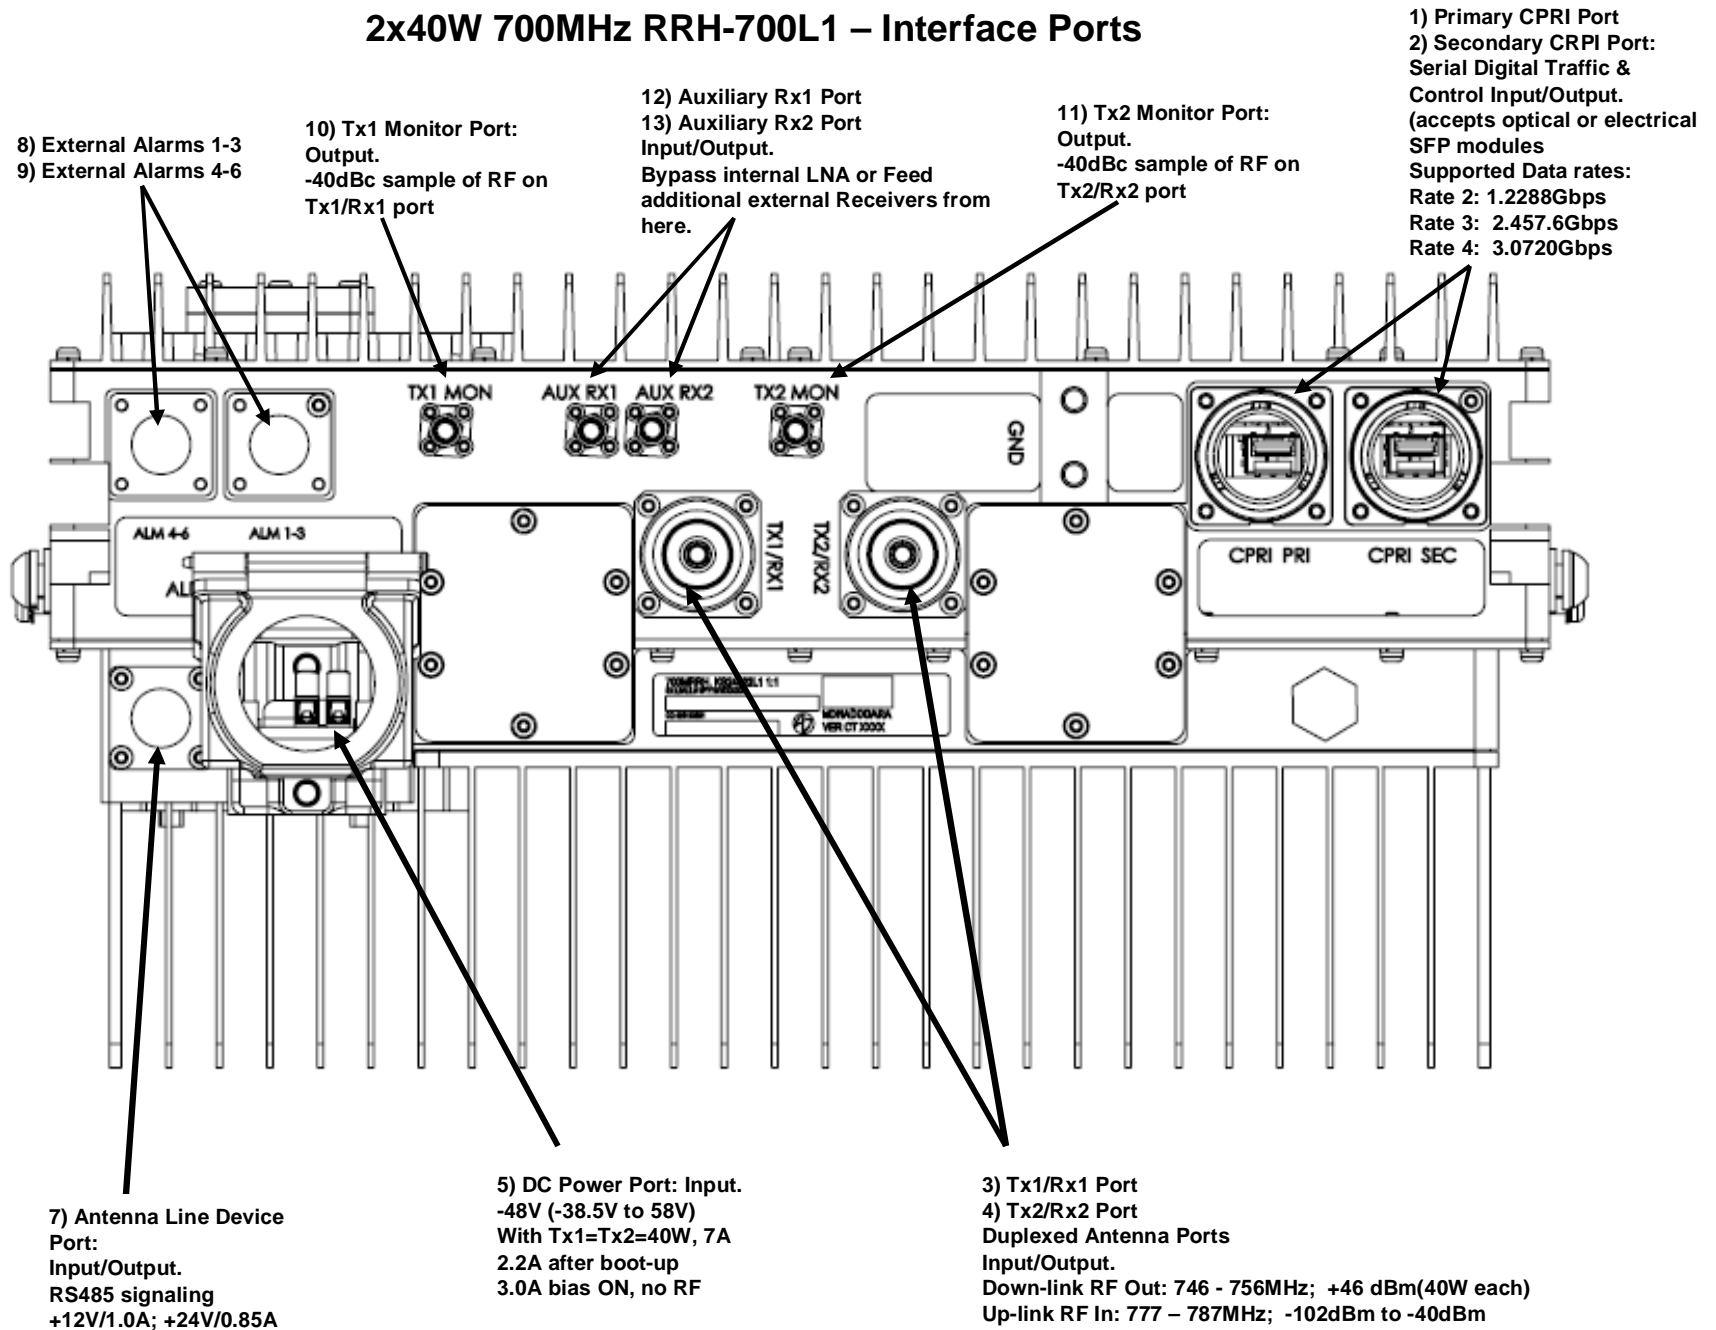 2x40W 700MHz RRH-700L1 – Interface Ports
1) Primary CPRI Port
2) Secondary CRPI Port:
Serial Digital Traffic &
Control Input/Output.
(accepts optical or electrical
SFP modules
Supported Data rates:
Rate 2: 1.2288Gbps
Rate 3:  2.457.6Gbps
Rate 4:  3.0720Gbps
12) Auxiliary Rx1 Port
13) Auxiliary Rx2 Port
Input/Output.
Bypass internal LNA or Feed
additional external Receivers from
here.
11) Tx2 Monitor Port:
Output.
-40dBc sample of RF on
Tx2/Rx2 port
10) Tx1 Monitor Port:
Output.
-40dBc sample of RF on
Tx1/Rx1 port
8) External Alarms 1-3
9) External Alarms 4-6
TX1 MON
AUX RX1
AUX RX2
TX2 MON
GND
ALM 4-6
ALM 1-3
TX1/RX1
TX2/RX2
CPRI PRI
CPRI SEC
VER CT XXXX
7) Antenna Line Device
Port:
Input/Output.
RS485 signaling
+12V/1.0A; +24V/0.85A
5) DC Power Port: Input.
-48V (-38.5V to 58V)
With Tx1=Tx2=40W, 7A
2.2A after boot-up
3.0A bias ON, no RF
3) Tx1/Rx1 Port
4) Tx2/Rx2 Port
Duplexed Antenna Ports
Input/Output.
Down-link RF Out: 746 - 756MHz;  +46 dBm(40W each)
Up-link RF In: 777 – 787MHz;  -102dBm to -40dBm